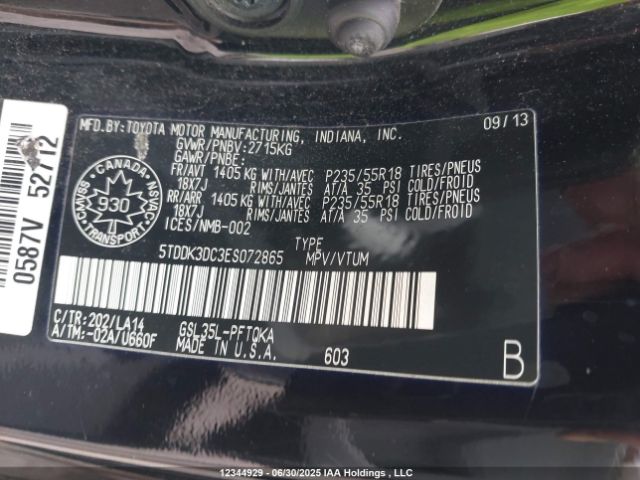 MFD.BY:TOYOTA MOTOR MANUFACTURING, INDIANA, INC. 09/13
GVWR/PNBV:2715KG
GAWR/PNBE:
FR/AVT 1405KG WITH/AVEC P235/55R18 TIRES/PNEUS
18X7J RIMS/JANTES AT/A 35 PSI COLD/FROID
RR/ARR 1405KG WITH/AVEC P235/55R18 TIRES/PNEUS
18X7J RIMS/JANTES AT/A 35 PSI COLD/FROID
ICES/NMB-002
CANADA
CMVSS 930 NSVAC
TRANSPORT
0587V 52712
5TDDK3DC3ES072865 TYPE MPV/VTUM
C/TR:202/LA14 GSL35L-PFTQKA
A/TM:-02A/U660F MADE IN U.S.A. 603 B
12344929 - 06/30/2025 IAA Holdings, LLC